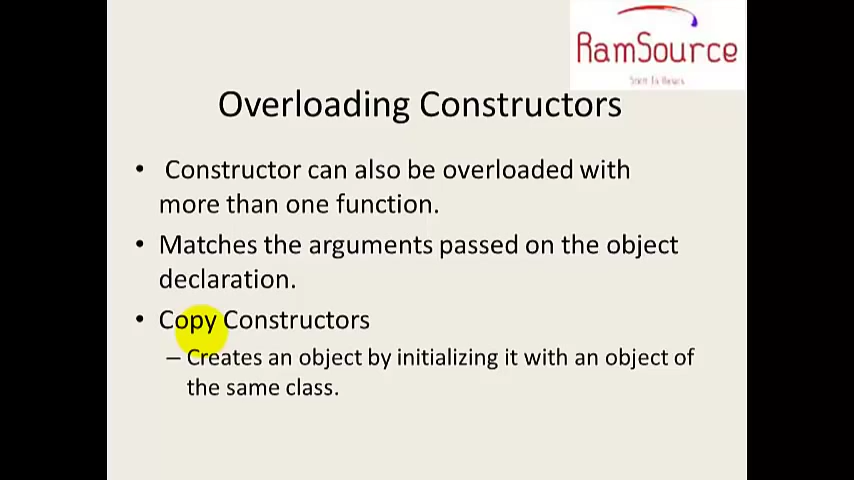 RamSource
Overloading Constructors
• Constructor can also be overloaded with
more than one function.
• Matches the arguments passed on the object
declaration.
• Copy Constructors
– Creates an object by initializing it with an object of
the same class.